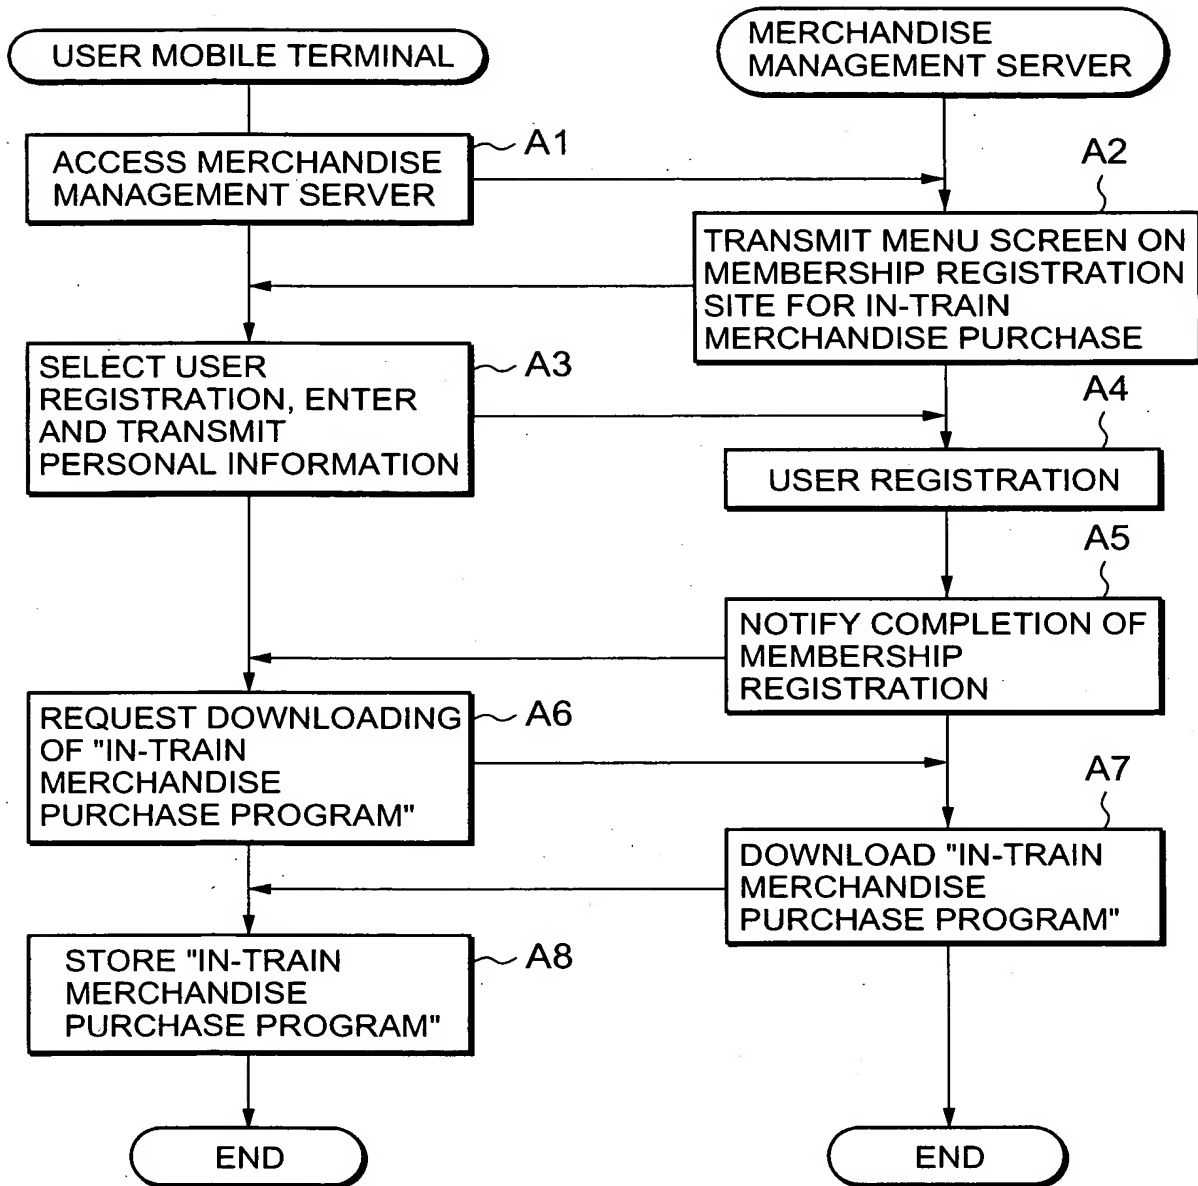 USER MOBILE TERMINAL
MERCHANDISE
MANAGEMENT SERVER
ACCESS MERCHANDISE
MANAGEMENT SERVER
A1
A2
TRANSMIT MENU SCREEN ON
MEMBERSHIP REGISTRATION
SITE FOR IN-TRAIN
MERCHANDISE PURCHASE
SELECT USER
REGISTRATION, ENTER
AND TRANSMIT
PERSONAL INFORMATION
A3
A4
USER REGISTRATION
A5
NOTIFY COMPLETION OF
MEMBERSHIP
REGISTRATION
REQUEST DOWNLOADING
OF "IN-TRAIN
MERCHANDISE
PURCHASE PROGRAM"
A6
A7
DOWNLOAD "IN-TRAIN
MERCHANDISE
PURCHASE PROGRAM"
STORE "IN-TRAIN
MERCHANDISE
PURCHASE PROGRAM"
A8
END
END